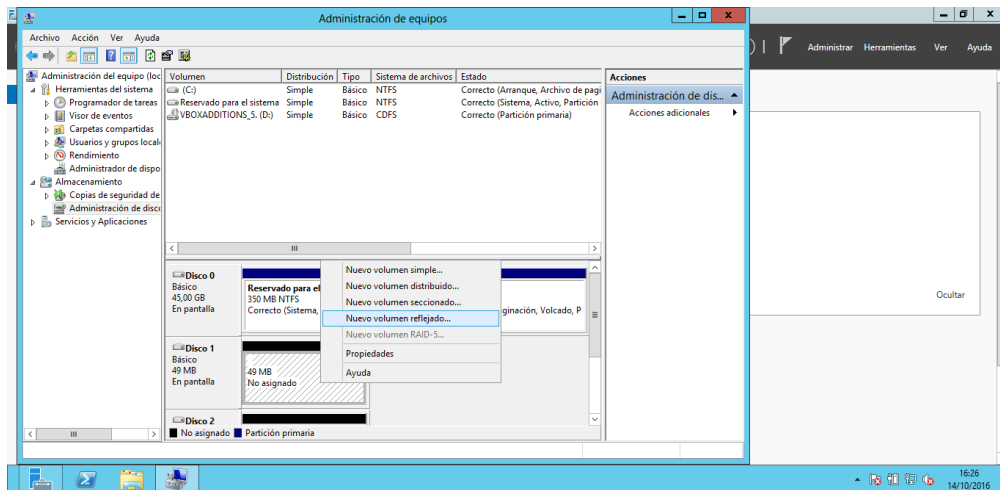 Administración de equipos
Archivo Acción Ver Ayuda
Administrar Herramientas Ver Ayuda
Administración del equipo (loc
Herramientas del sistema
Programador de tareas
Visor de eventos
Carpetas compartidas
Usuarios y grupos local
Rendimiento
Administrador de dispo
Almacenamiento
Copias de seguridad de
Administración de disco
Servicios y Aplicaciones
Volumen Distribución Tipo Sistema de archivos Estado
(C:) Simple Básico NTFS Correcto (Arranque, Archivo de pagi
Reservado para el sistema Simple Básico NTFS Correcto (Sistema, Activo, Partición
VBOXADDITIONS_5. (D:) Simple Básico CDFS Correcto (Partición primaria)
Acciones
Administración de dis...
Acciones adicionales
Disco 0
Básico
45,00 GB
En pantalla
Reservado para el
350 MB NTFS
Correcto (Sistema,
ginación, Volcado, P
Nuevo volumen simple...
Nuevo volumen distribuido...
Nuevo volumen seccionado...
Nuevo volumen reflejado...
Nuevo volumen RAID-5...
Propiedades
Ayuda
Disco 1
Básico
49 MB
En pantalla
49 MB
No asignado
Disco 2
No asignado Partición primaria
Ocultar
16:26
14/10/2016